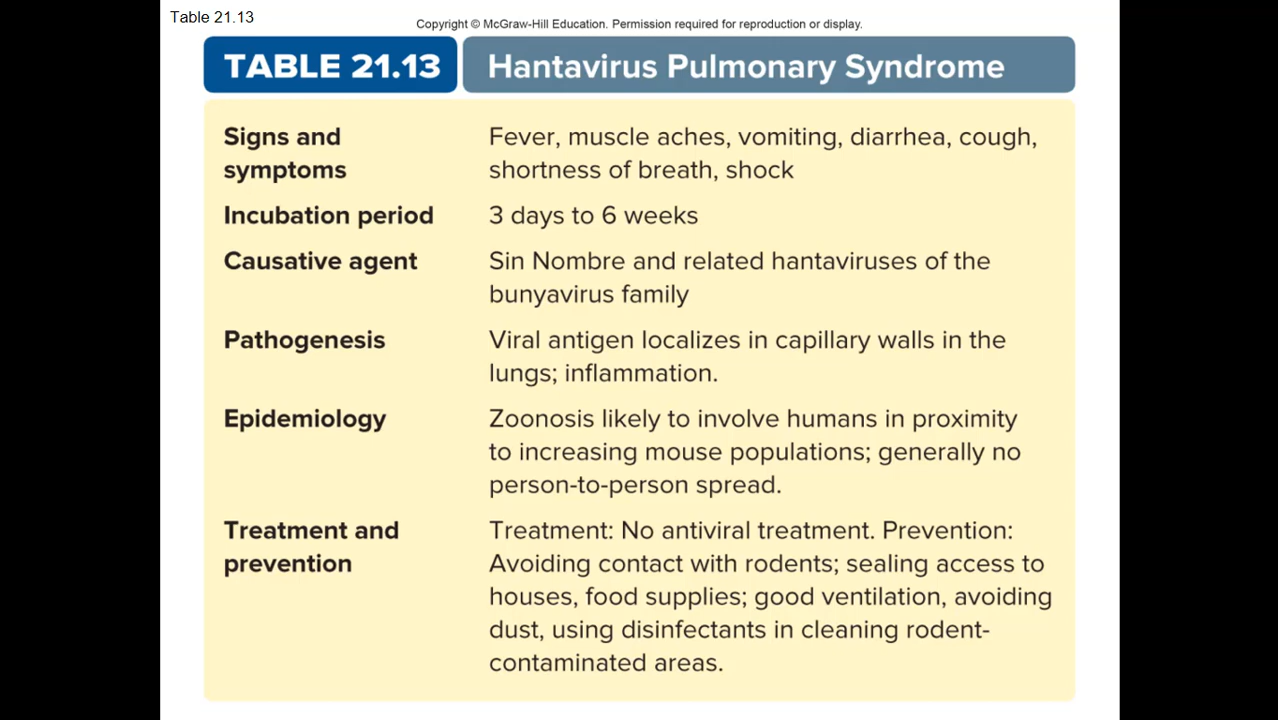 Table 21.13
Copyright © McGraw-Hill Education. Permission required for reproduction or display.
TABLE 21.13 Hantavirus Pulmonary Syndrome
Signs and symptoms
Fever, muscle aches, vomiting, diarrhea, cough,
shortness of breath, shock
Incubation period
3 days to 6 weeks
Causative agent
Sin Nombre and related hantaviruses of the
bunyavirus family
Pathogenesis
Viral antigen localizes in capillary walls in the
lungs; inflammation.
Epidemiology
Zoonosis likely to involve humans in proximity
to increasing mouse populations; generally no
person-to-person spread.
Treatment and
prevention
Treatment: No antiviral treatment. Prevention:
Avoiding contact with rodents; sealing access to
houses, food supplies; good ventilation, avoiding
dust, using disinfectants in cleaning rodent-
contaminated areas.